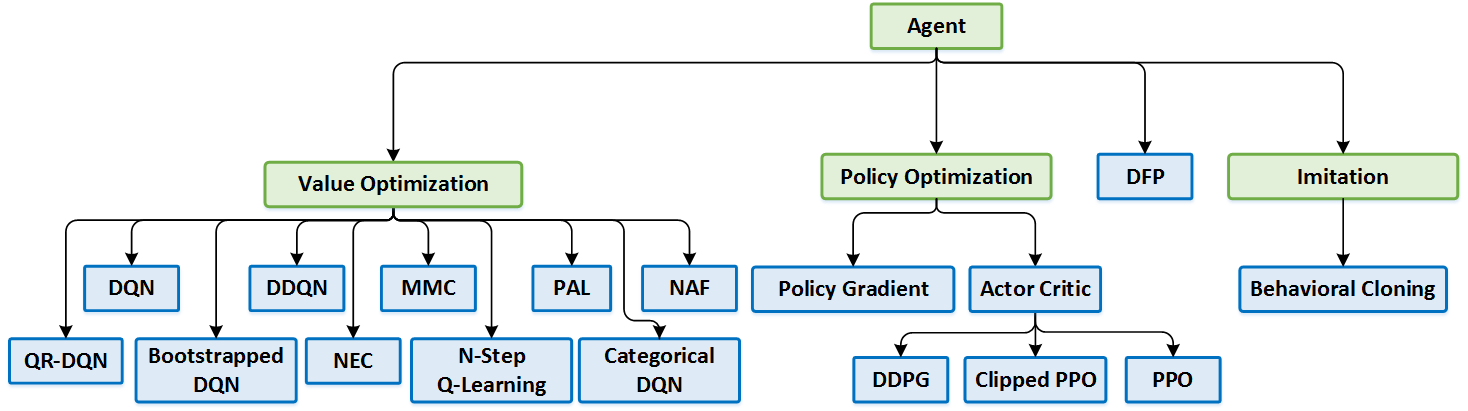 Agent
Value Optimization
Policy Optimization
DFP
Imitation
DQN
DDQN
MMC
PAL
NAF
Policy Gradient
Actor Critic
Behavioral Cloning
QR-DQN
Bootstrapped
DQN
NEC
N-Step
Q-Learning
Categorical
DQN
DDPG
Clipped PPO
PPO